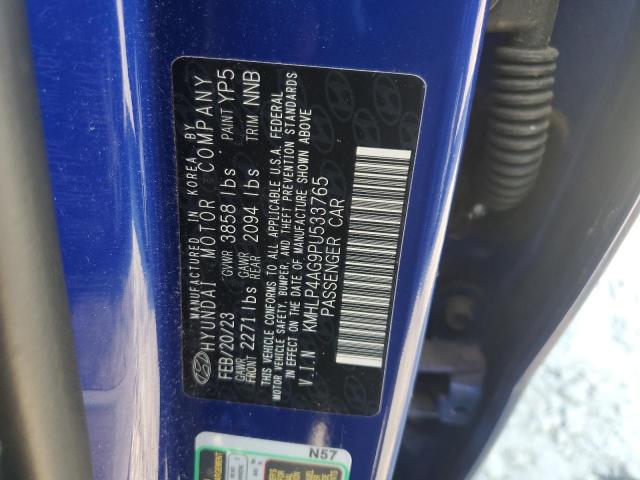 MANUFACTURED IN KOREA BY
HYUNDAI MOTOR COMPANY
FEB/20/23 GVWR 3858 lbs PAINT YP5
GAWR FRONT 2271 lbs GAWR REAR 2094 lbs TRIM NNB
THIS VEHICLE CONFORMS TO ALL APPLICABLE U.S.A. FEDERAL
MOTOR VEHICLE SAFETY, BUMPER, AND THEFT PREVENTION STANDARDS
IN EFFECT ON THE DATE OF MANUFACTURE SHOWN ABOVE
V.I.N KMHLP4AG9PU533765
PASSENGER CAR
N57